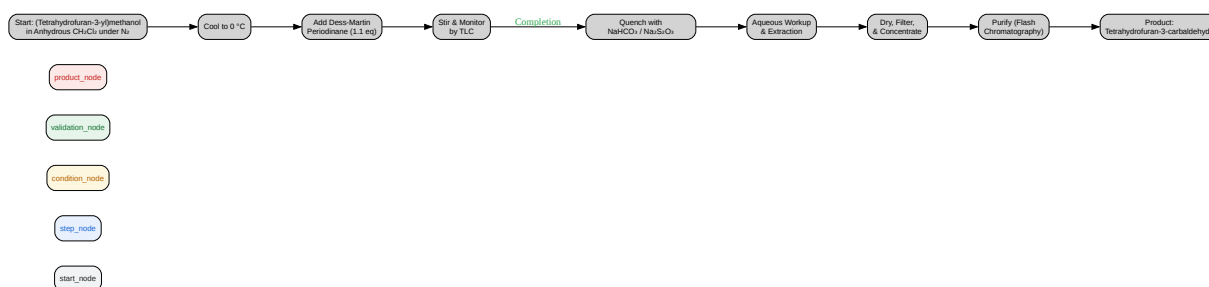 Start: (Tetrahydrofuran-3-yl)methanol
in Anhydrous CH₂Cl₂ under N₂
Cool to 0 °C
Add Dess-Martin
Periodinane (1.1 eq)
Stir & Monitor
by TLC
Completion
Quench with
NaHCO₃ / Na₂S₂O₃
Aqueous Workup
& Extraction
Dry, Filter,
& Concentrate
Purify (Flash
Chromatography)
Product:
Tetrahydrofuran-3-carbaldehyd
product_node
validation_node
condition_node
step_node
start_node